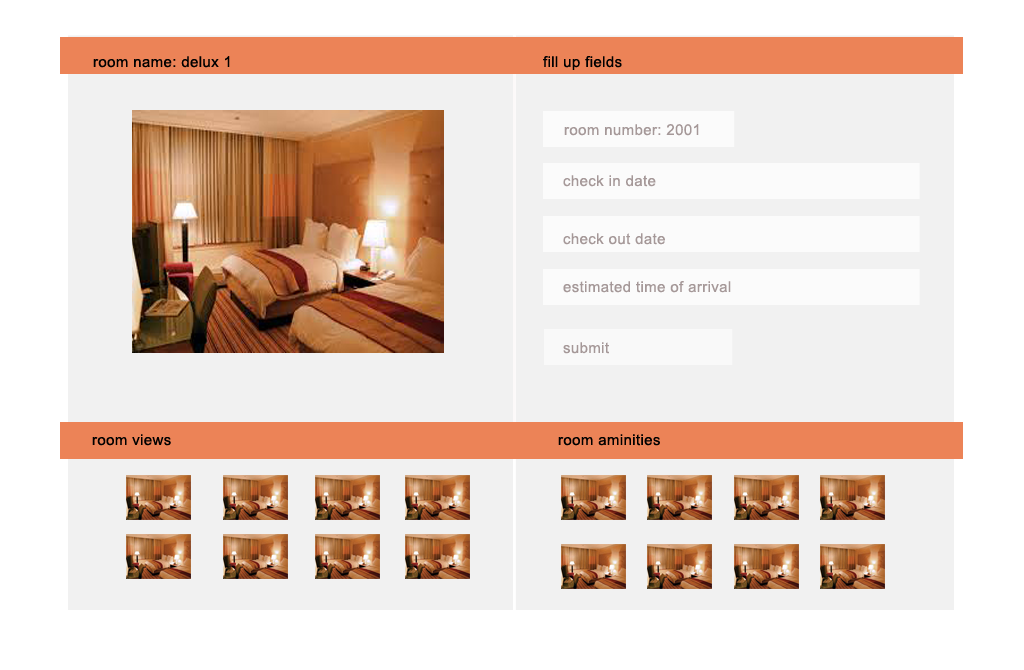 room name: delux 1
fill up fields
room number: 2001
check in date
check out date
estimated time of arrival
submit
room views
room aminities